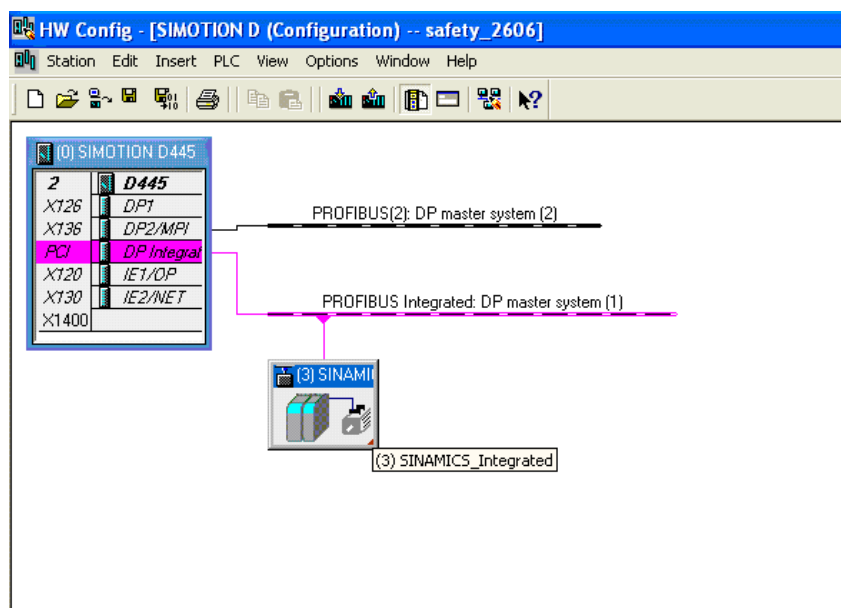 HW Config - [SIMOTION D (Configuration) -- safety_2606]
Station Edit Insert PLC View Options Window Help
(0) SIMOTION D445
2 D445
X126 DP1
X136 DP2/MPI
PCI DP Integrat
X120 IE1/OP
X130 IE2/NET
X1400
PROFIBUS(2): DP master system (2)
PROFIBUS Integrated: DP master system (1)
(3) SINAMI
(3) SINAMICS_Integrated